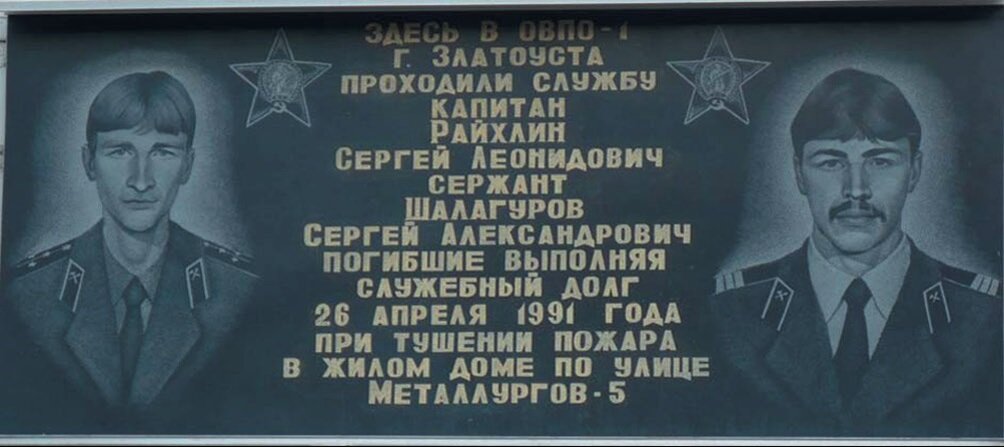 ЗДЕСЬ В ОВПО-1
Г. ЗЛАТОУСТА
ПРОХОДИЛИ СЛУЖБУ
КАПИТАН
РАЙХЛИН
СЕРГЕЙ ЛЕОНИДОВИЧ
СЕРЖАНТ
ШАЛАГУРОВ
СЕРГЕЙ АЛЕКСАНДРОВИЧ
ПОГИБШИЕ ВЫПОЛНЯЯ
СЛУЖЕБНЫЙ ДОЛГ
26 АПРЕЛЯ 1991 ГОДА
ПРИ ТУШЕНИИ ПОЖАРА
В ЖИЛОМ ДОМЕ ПО УЛИЦЕ
МЕТАЛЛУРГОВ-5